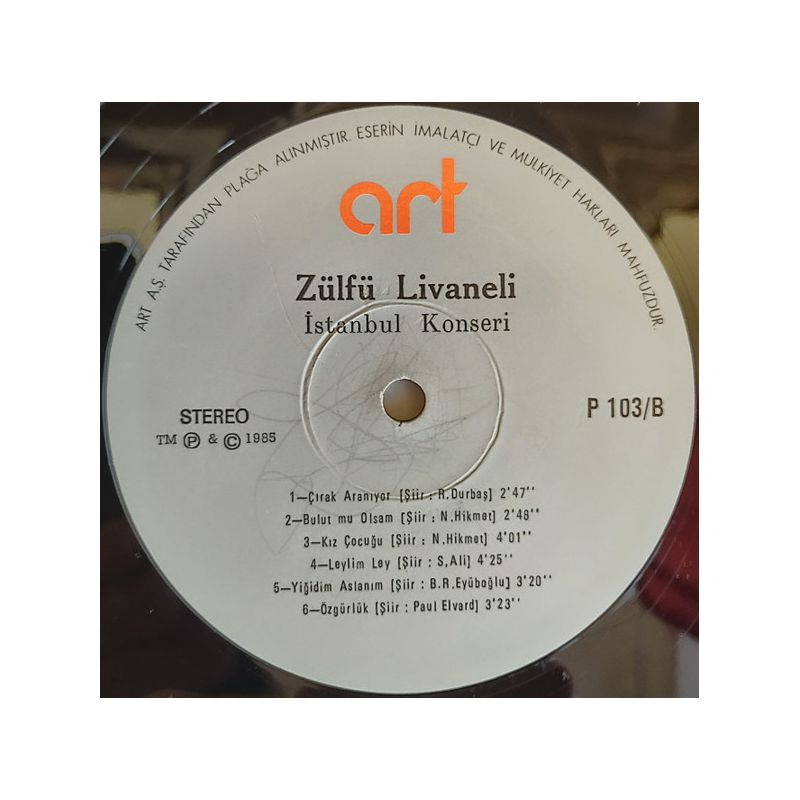 ART A.Ş. TARAFINDAN PLAĞA ALINMIŞTIR. ESERİN İMALATÇI VE MULKİYET HAKLARI MAHFUZDUR.
art
Zülfü Livaneli
İstanbul Konseri
STEREO
TM Ⓟ & © 1985
P 103/B
1–Çırak Aranıyor [Şiir : R.Durbaş] 2'47''
2–Bulut mu Olsam [Şiir : N.Hikmet] 2'48''
3–Kız Çocuğu [Şiir : N.Hikmet] 4'01''
4–Leylim Ley [Şiir : S,Ali] 4'25''
5–Yiğidim Aslanım [Şiir : B.R.Eyüboğlu] 3'20''
6–Özgürlük [Şiir : Paul Elvard] 3'23''